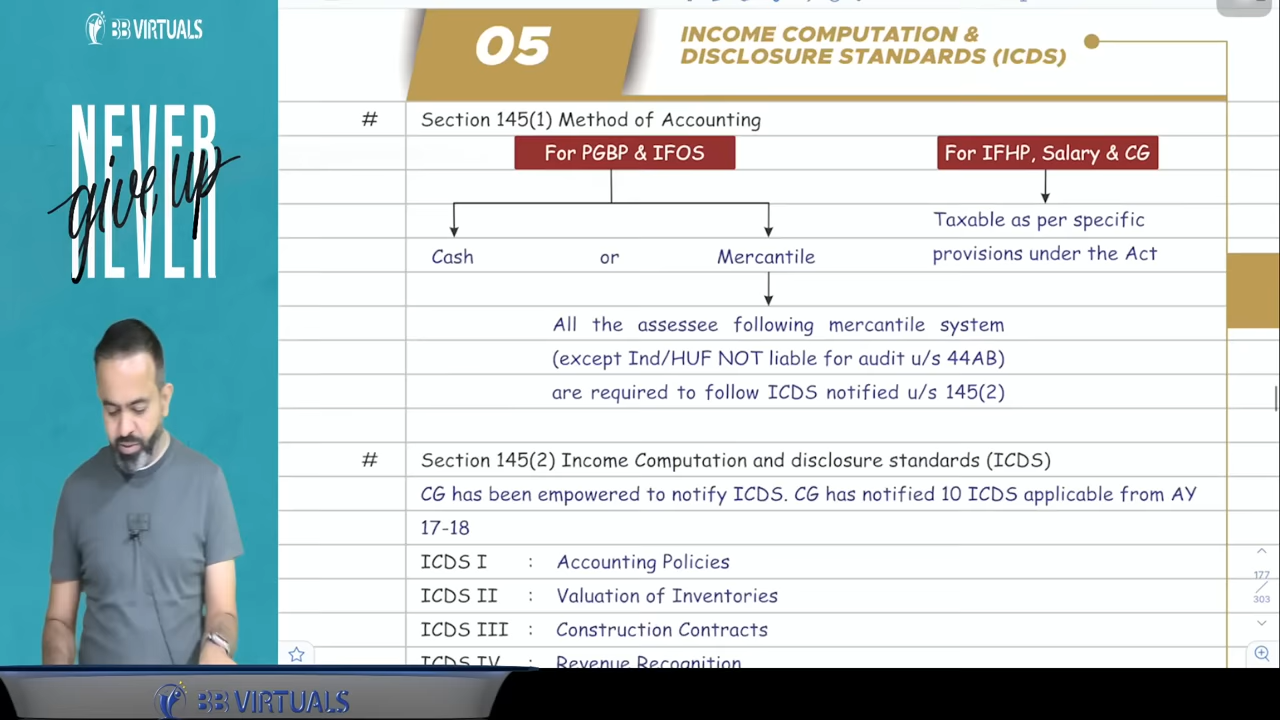 BB VIRTUALS
NEVER
give up
NEVER
05
INCOME COMPUTATION &
DISCLOSURE STANDARDS (ICDS)
# Section 145(1) Method of Accounting
For PGBP & IFOS
For IFHP, Salary & CG
Taxable as per specific
provisions under the Act
Cash or Mercantile
All the assessee following mercantile system
(except Ind/HUF NOT liable for audit u/s 44AB)
are required to follow ICDS notified u/s 145(2)
# Section 145(2) Income Computation and disclosure standards (ICDS)
CG has been empowered to notify ICDS. CG has notified 10 ICDS applicable from AY
17-18
ICDS I : Accounting Policies
ICDS II : Valuation of Inventories
ICDS III : Construction Contracts
ICDS IV : Revenue Recognition
177
303
BB VIRTUALS